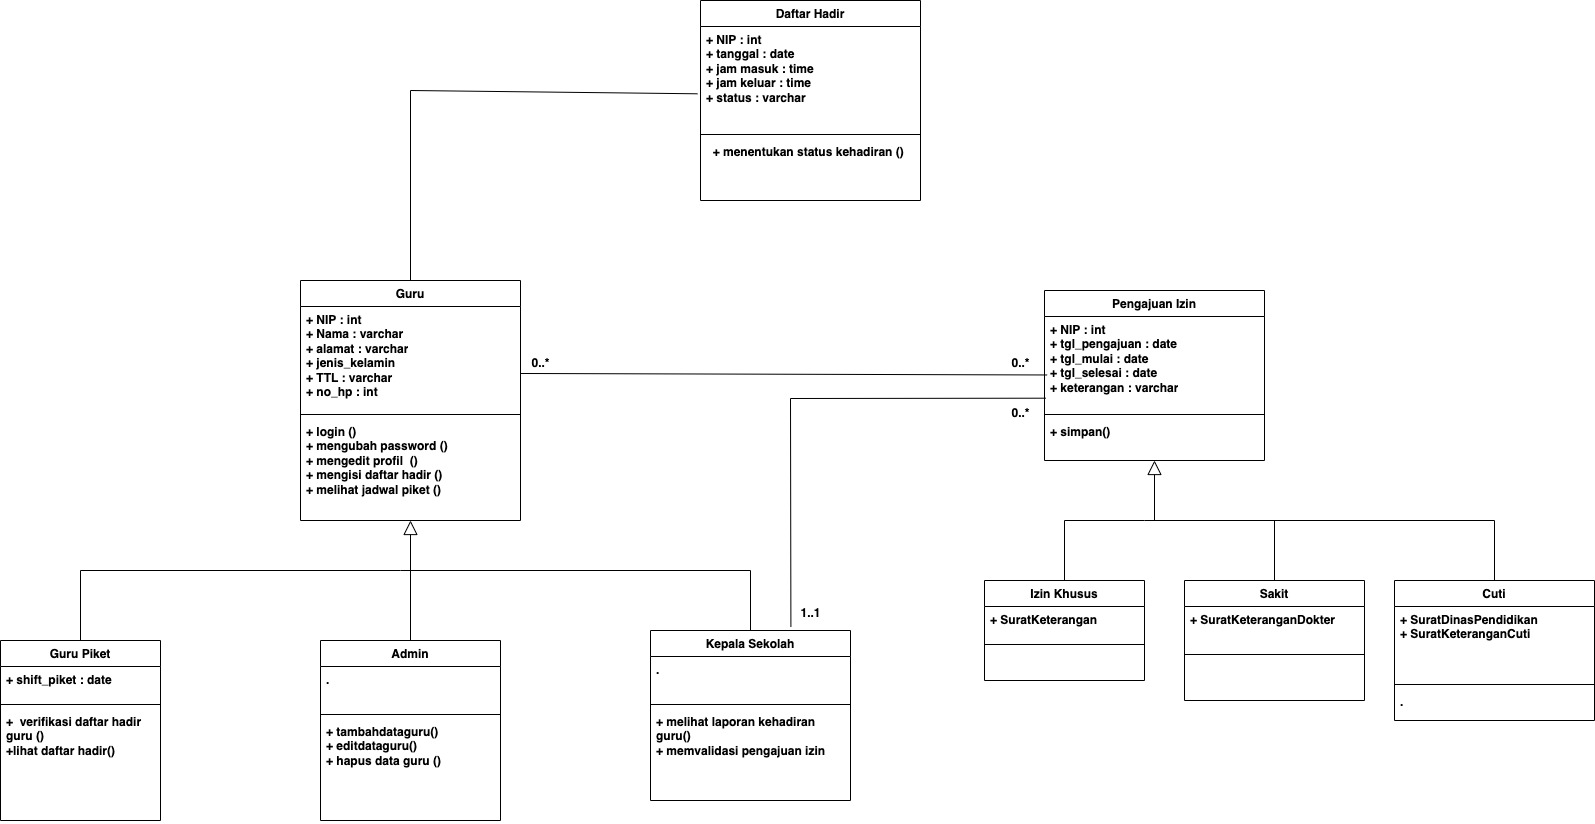 Daftar Hadir
+ NIP : int
+ tanggal : date
+ jam masuk : time
+ jam keluar : time
+ status : varchar
+ menentukan status kehadiran ()
Guru
+ NIP : int
+ Nama : varchar
+ alamat : varchar
+ jenis_kelamin
+ TTL : varchar
+ no_hp : int
+ login ()
+ mengubah password ()
+ mengedit profil  ()
+ mengisi daftar hadir ()
+ melihat jadwal piket ()
0..*
0..*
0..*
1..1
Pengajuan Izin
+ NIP : int
+ tgl_pengajuan : date
+ tgl_mulai : date
+ tgl_selesai : date
+ keterangan : varchar
+ simpan()
Guru Piket
+ shift_piket : date
+  verifikasi daftar hadir
guru ()
+lihat daftar hadir()
Admin
.
+ tambahdataguru()
+ editdataguru()
+ hapus data guru ()
Kepala Sekolah
.
+ melihat laporan kehadiran
guru()
+ memvalidasi pengajuan izin
Izin Khusus
+ SuratKeterangan
Sakit
+ SuratKeteranganDokter
Cuti
+ SuratDinasPendidikan
+ SuratKeteranganCuti
.